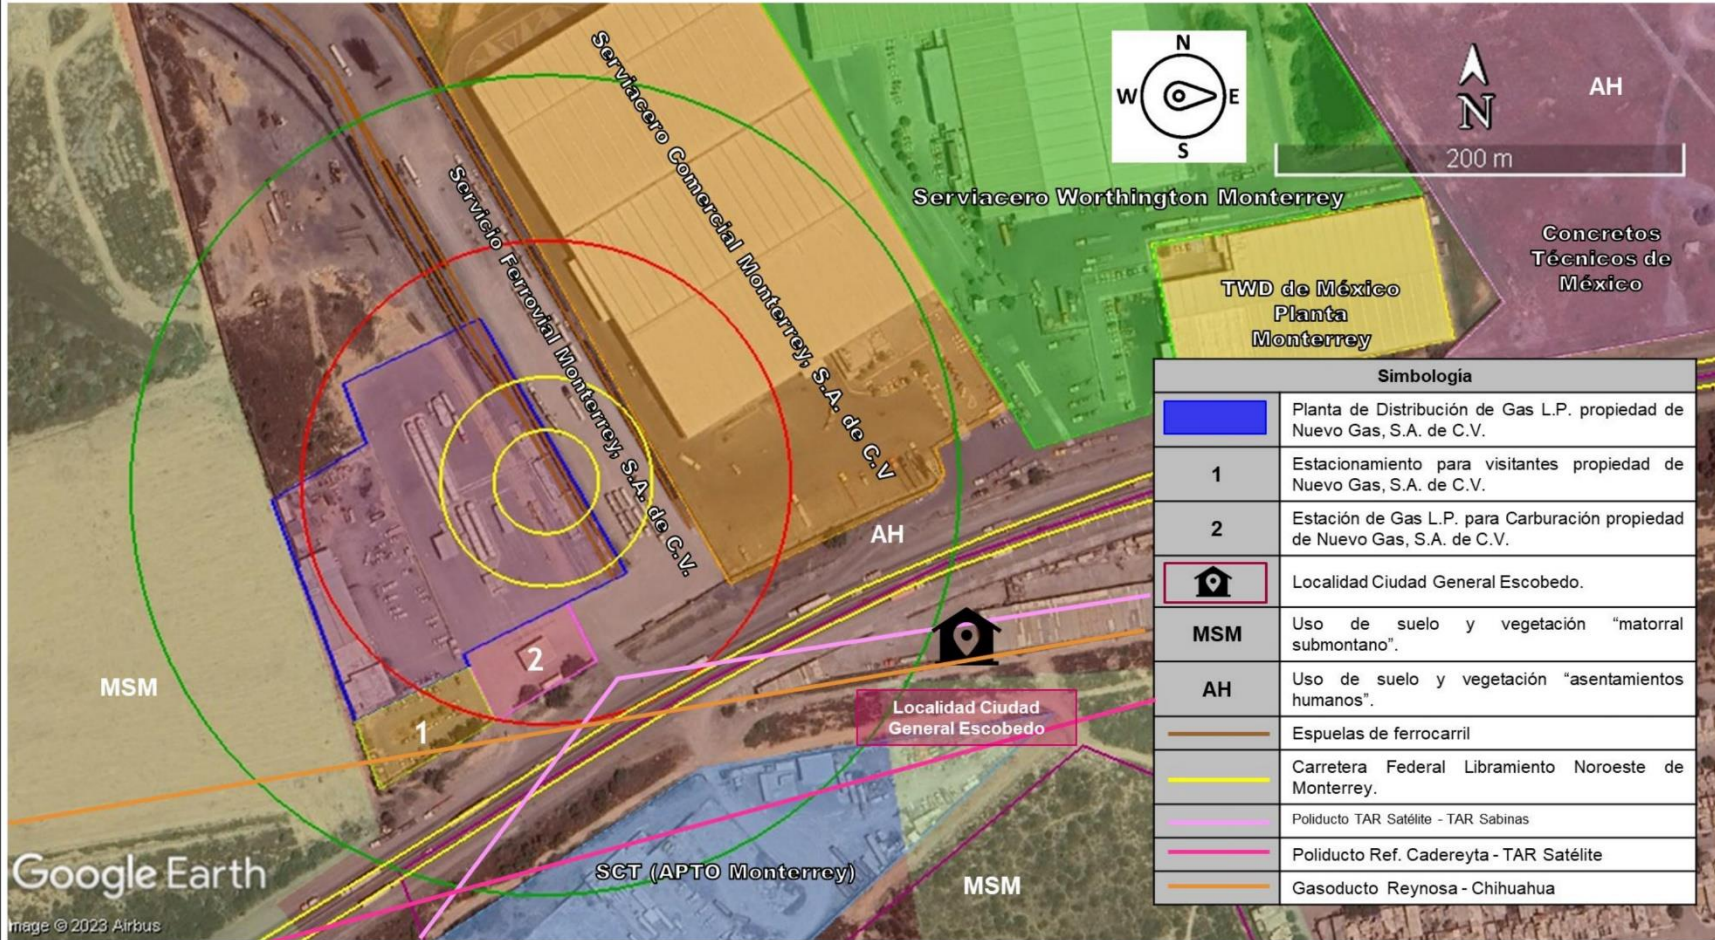 Serviacero Comercial Monterrey, S.A. de C.V
Servicio Ferrovial Monterrey, S.A. de C.V.
N
W
E
S
N
200 m
AH
Serviacero Worthington Monterrey
Concretos
Técnicos de
México
TWD de México
Planta
Monterrey
AH
MSM
1
2
Localidad Ciudad
General Escobedo
SCT (APTO Monterrey)
MSM
Google Earth
mage © 2023 Airbus
Simbología
Planta de Distribución de Gas L.P. propiedad de
Nuevo Gas, S.A. de C.V.
1
Estacionamiento para visitantes propiedad de
Nuevo Gas, S.A. de C.V.
2
Estación de Gas L.P. para Carburación propiedad
de Nuevo Gas, S.A. de C.V.
Localidad Ciudad General Escobedo.
MSM
Uso de suelo y vegetación “matorral
submontano”.
AH
Uso de suelo y vegetación “asentamientos
humanos”.
Espuelas de ferrocarril
Carretera Federal Libramiento Noroeste de
Monterrey.
Poliducto TAR Satélite - TAR Sabinas
Poliducto Ref. Cadereyta - TAR Satélite
Gasoducto Reynosa - Chihuahua